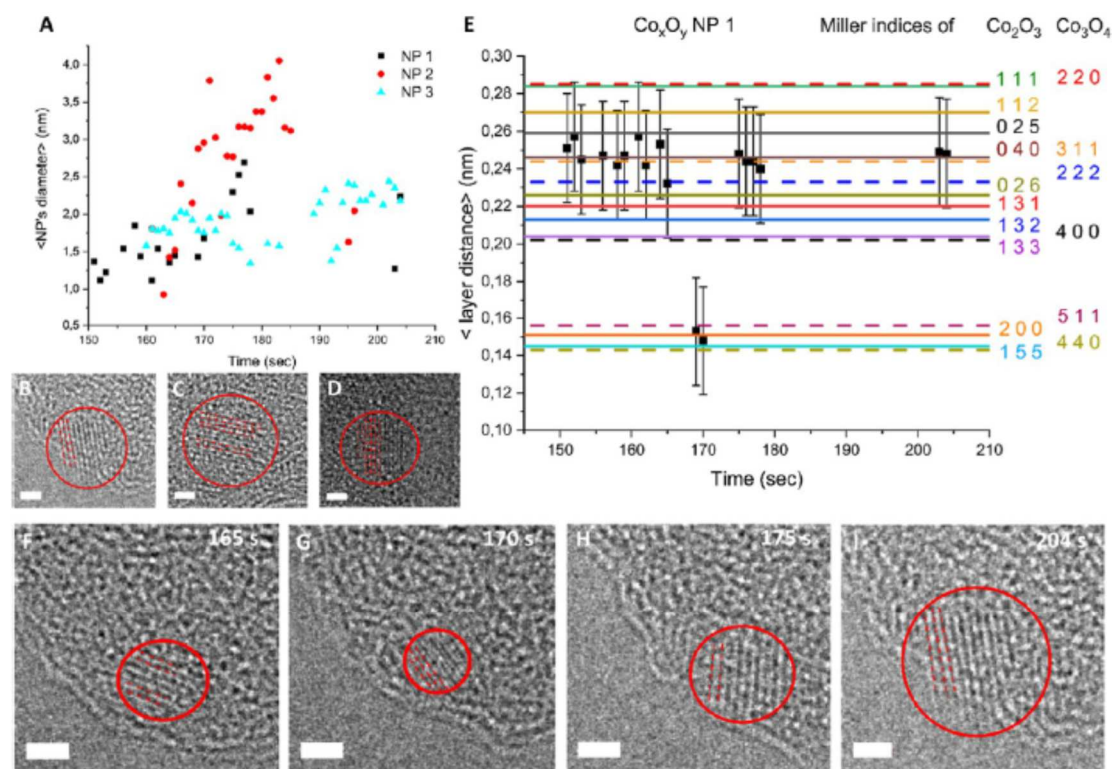 A
<NP's diameter> (nm)
4,0
3,5
3,0
2,5
2,0
1,5
1,0
0,5
150 160 170 180 190 200 210
Time (sec)
NP 1
NP 2
NP 3
B
C
D
E
CoxOy NP 1 Miller indices of Co2O3 Co3O4
< layer distance> (nm)
0,30
0,28
0,26
0,24
0,22
0,20
0,18
0,16
0,14
0,12
0,10
1 1 1 2 2 0
1 1 2
0 2 5
0 4 0 3 1 1
2 2 2
0 2 6
1 3 1
1 3 2
4 0 0
1 3 3
5 1 1
2 0 0
4 4 0
1 5 5
150 160 170 180 190 200 210
Time (sec)
F 165 s
G 170 s
H 175 s
I 204 s